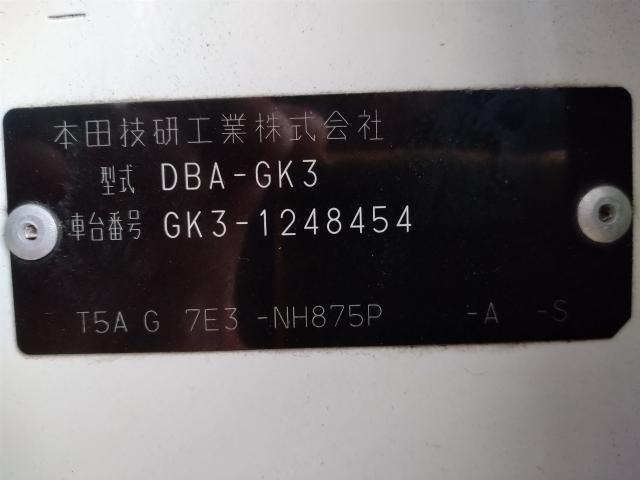 本田技研工業株式会社
型式 DBA-GK3
車台番号 GK3-1248454
T5A G 7E3 -NH875P -A -S